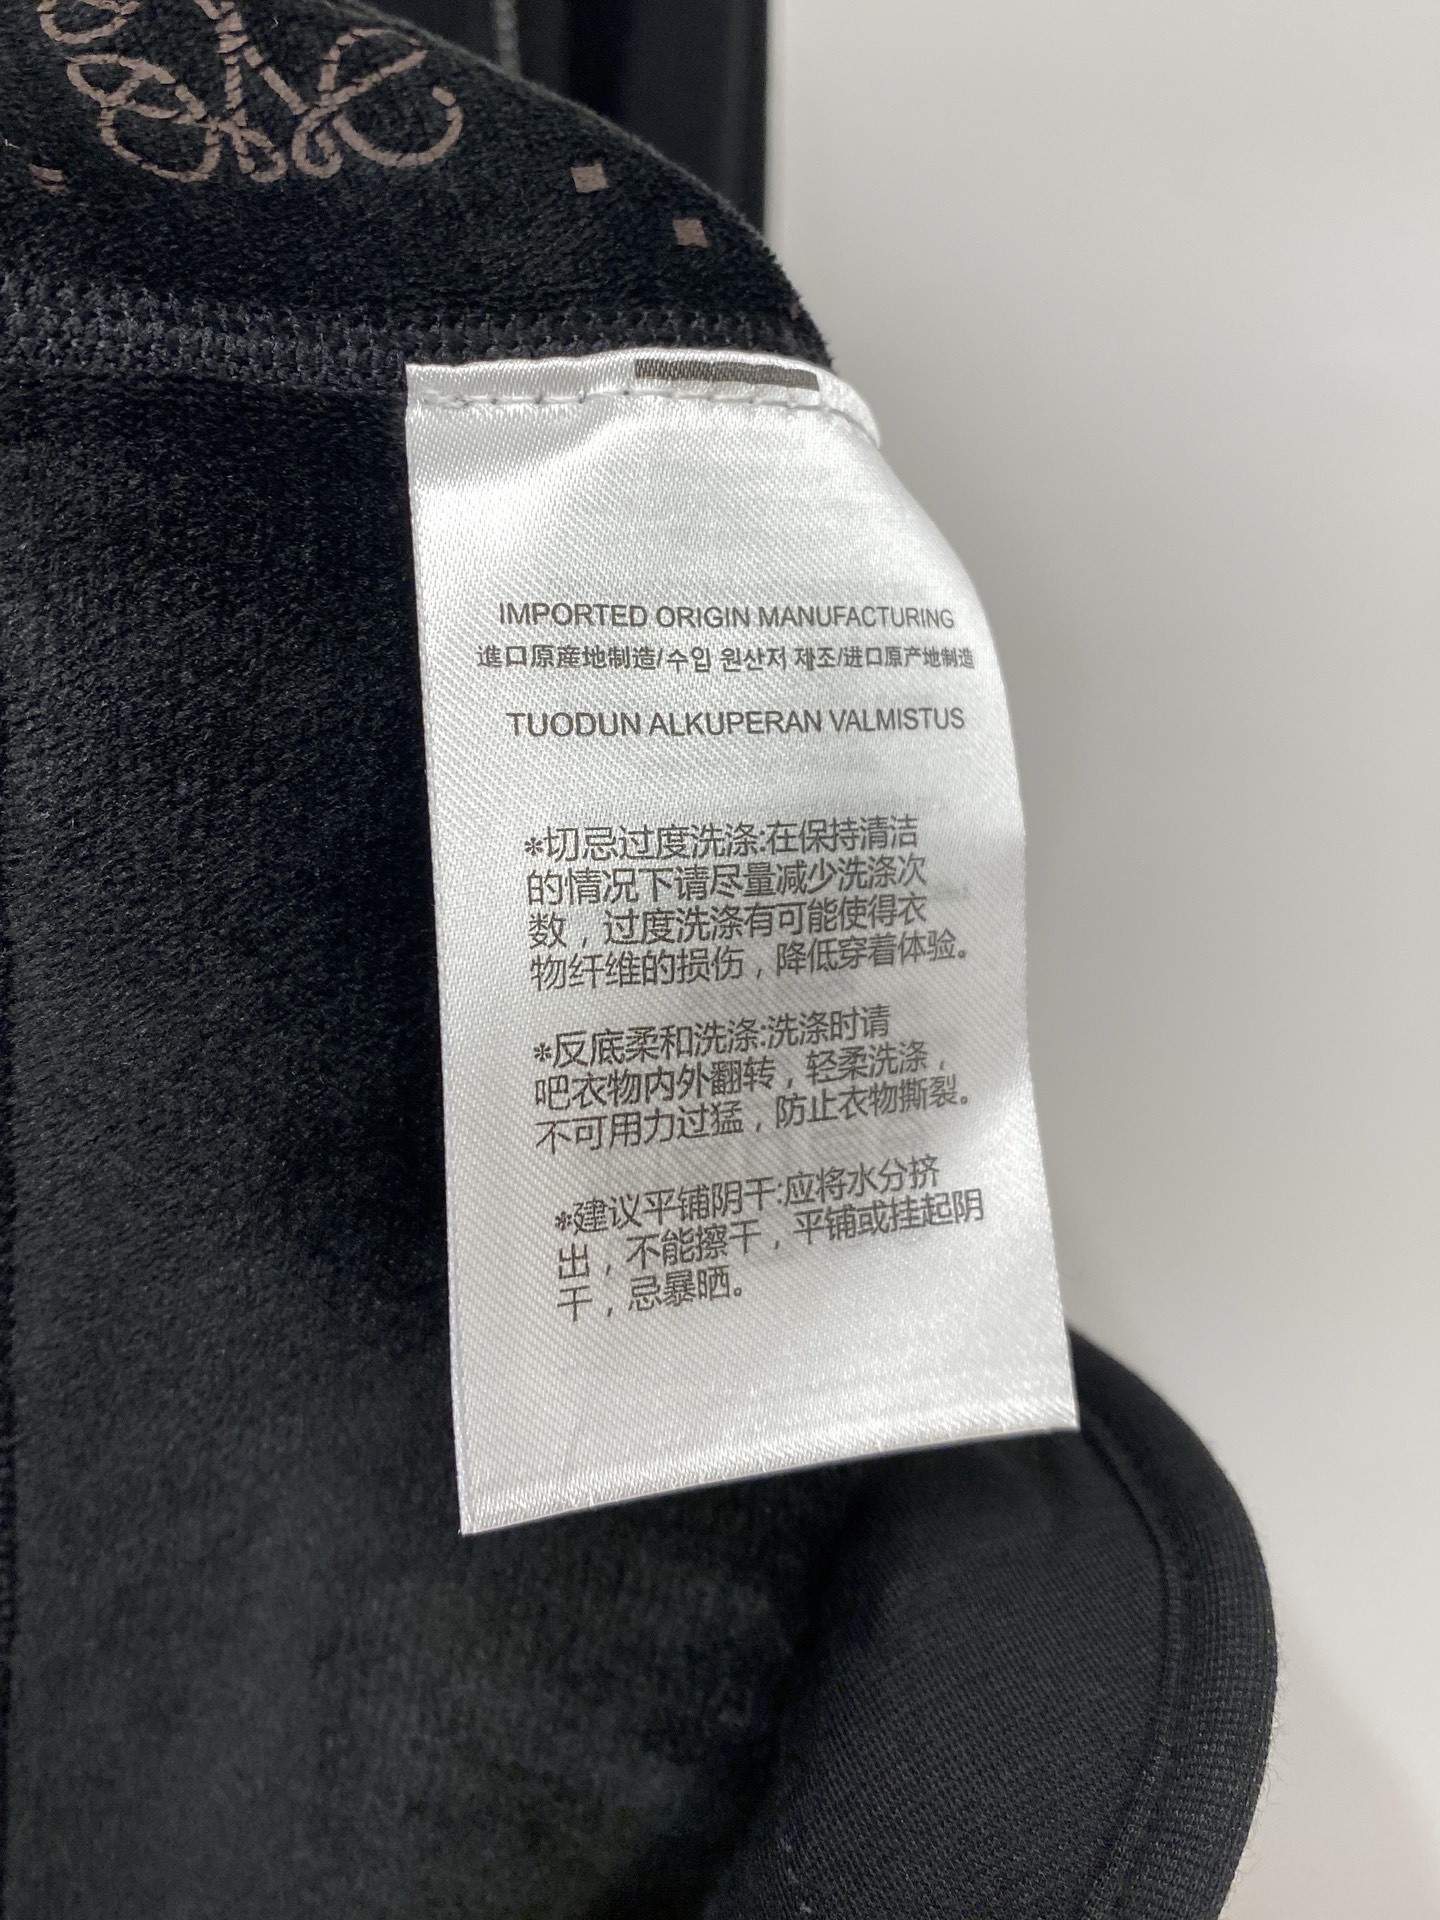 IMPORTED ORIGIN MANUFACTURING
進口原産地制造/수입 원산저 제조/进口原产地制造
TUODUN ALKUPERAN VALMISTUS
*切忌过度洗涤:在保持清洁
的情况下请尽量减少洗涤次
数，过度洗涤有可能使得衣
物纤维的损伤，降低穿着体验。
*反底柔和洗涤:洗涤时请
吧衣物内外翻转，轻柔洗涤，
不可用力过猛，防止衣物撕裂。
*建议平铺阴干:应将水分挤
出，不能擦干，平铺或挂起阴
干，忌暴晒。